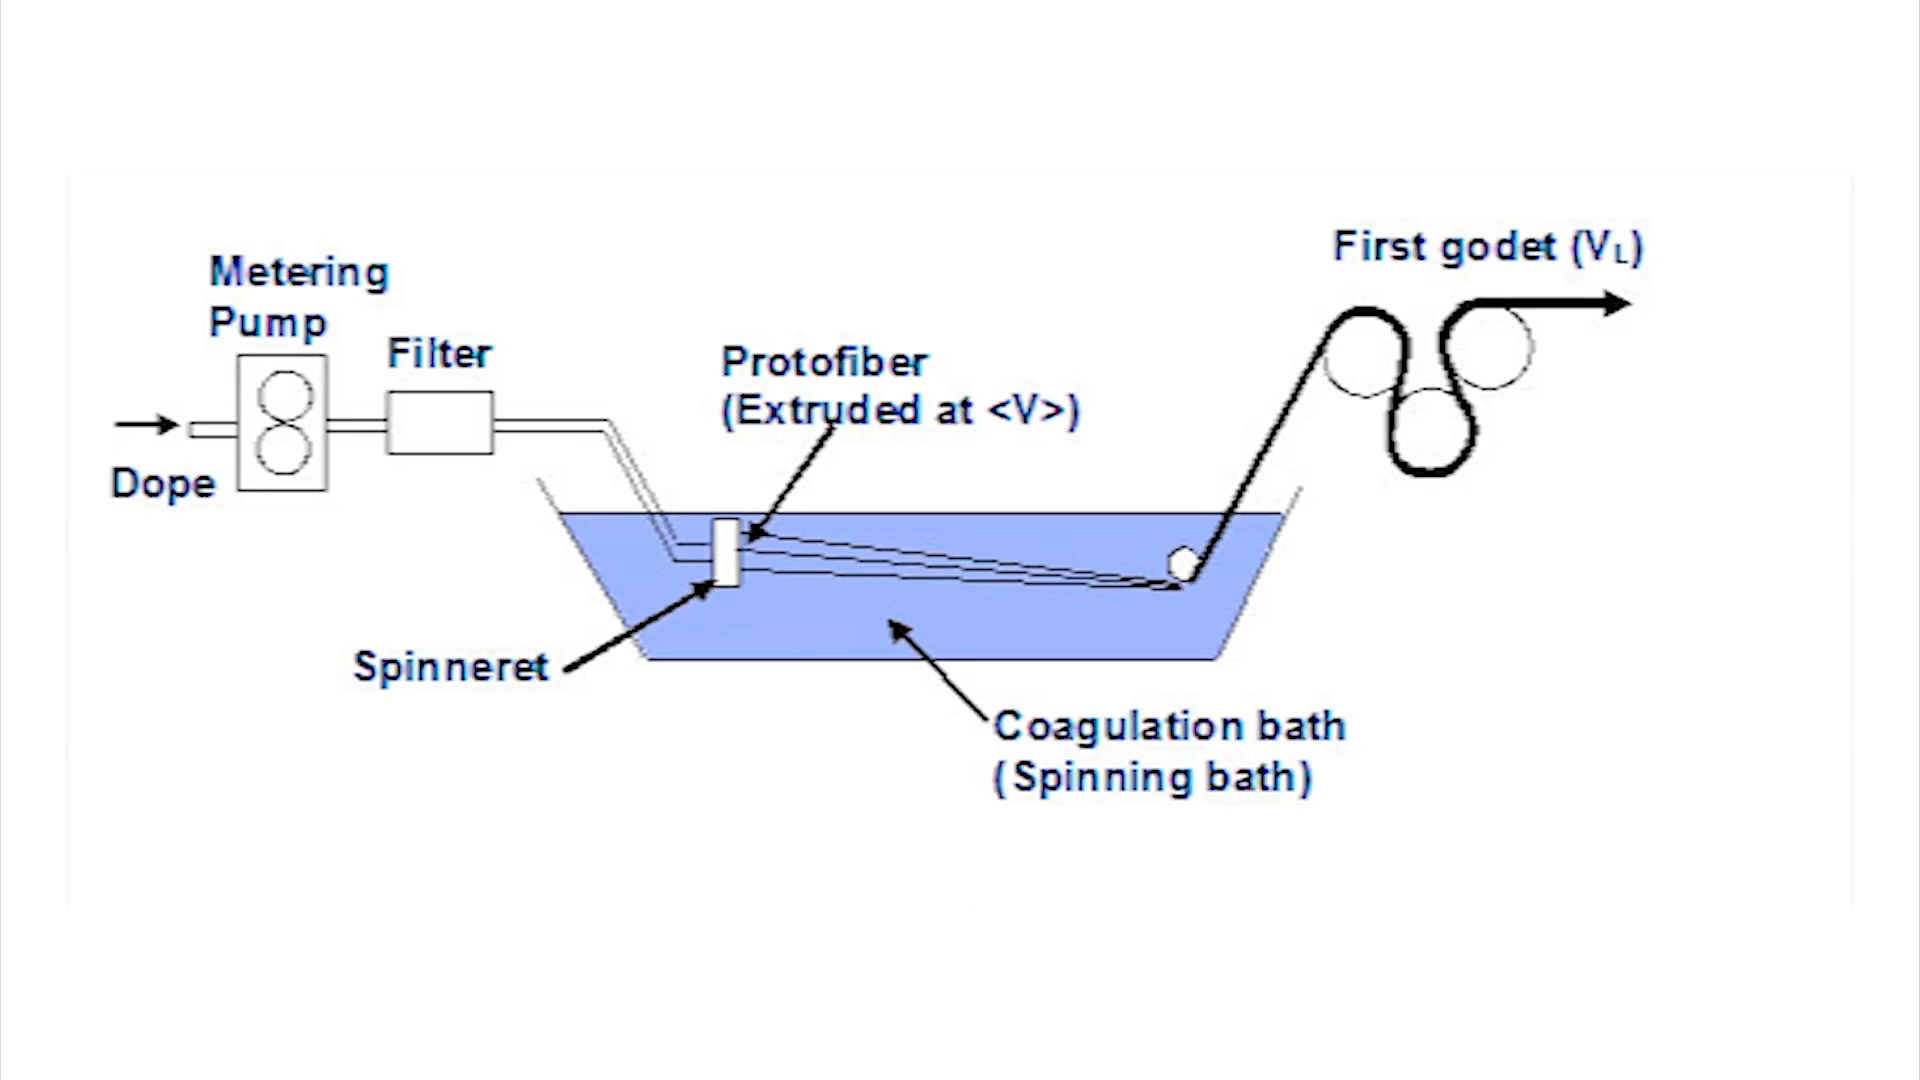 Metering
Pump
Filter
Dope
Protofiber
(Extruded at <V>)
First godet (VL)
Spinneret
Coagulation bath
(Spinning bath)